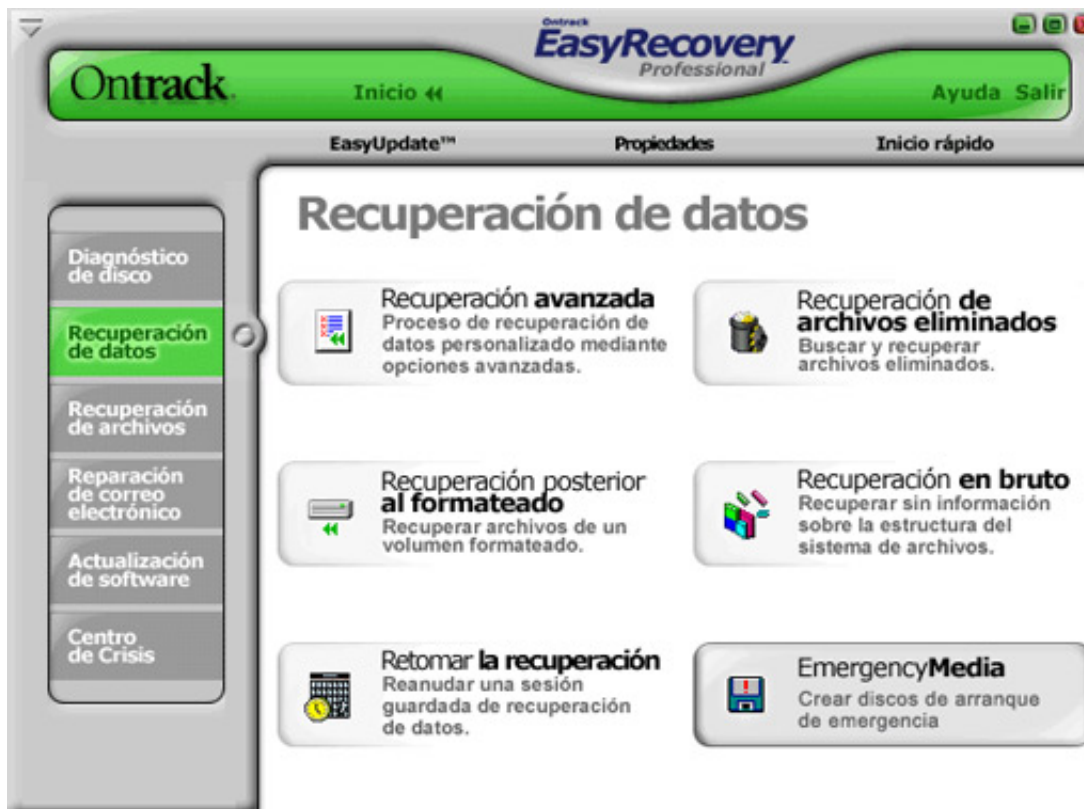 Ontrack
EasyRecovery
Professional
Ontrack
Inicio
Ayuda Salir
EasyUpdate™
Propiedades
Inicio rápido
Diagnóstico
de disco
Recuperación
de datos
Recuperación
de archivos
Reparación
de correo
electrónico
Actualización
de software
Centro
de Crisis
Recuperación de datos
Recuperación avanzada
Proceso de recuperación de
datos personalizado mediante
opciones avanzadas.
Recuperación de
archivos eliminados
Buscar y recuperar
archivos eliminados.
Recuperación posterior
al formateado
Recuperar archivos de un
volumen formateado.
Recuperación en bruto
Recuperar sin información
sobre la estructura del
sistema de archivos.
Retomar la recuperación
Reanudar una sesión
guardada de recuperación
de datos.
EmergencyMedia
Crear discos de arranque
de emergencia